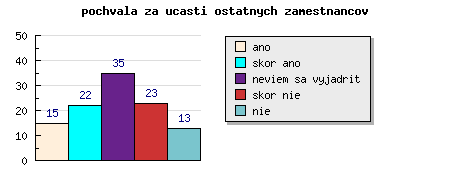 pochvala za ucasti ostatnych zamestnancov
50
40
30
20
10
0
15
22
35
23
13
ano
skor ano
neviem sa vyjadrit
skor nie
nie